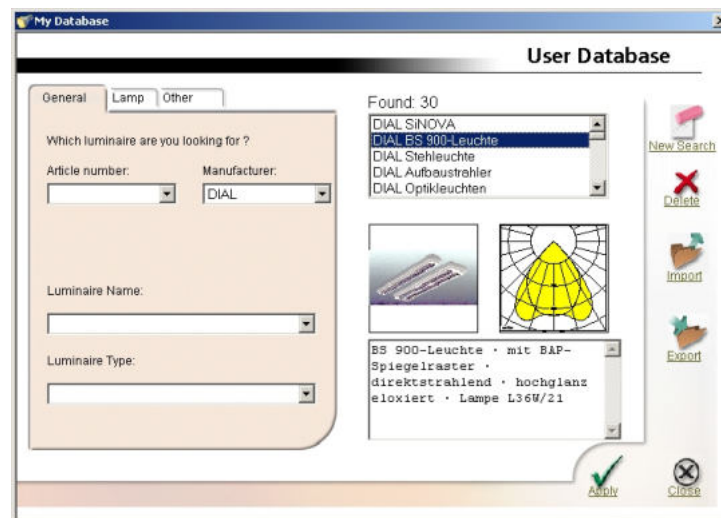 My Database
User Database
General
Lamp
Other
Which luminaire are you looking for ?
Article number:
Manufacturer:
DIAL
Luminaire Name:
Luminaire Type:
Found: 30
DIAL SiNOVA
DIAL BS 900-Leuchte
DIAL Stehleuchte
DIAL Aufbaustrahler
DIAL Optikleuchten
BS 900-Leuchte · mit BAP-
Spiegelraster ·
direktstrahlend · hochglanz
eloxiert · Lampe L36W/21
New Search
Delete
Import
Export
Apply
Close